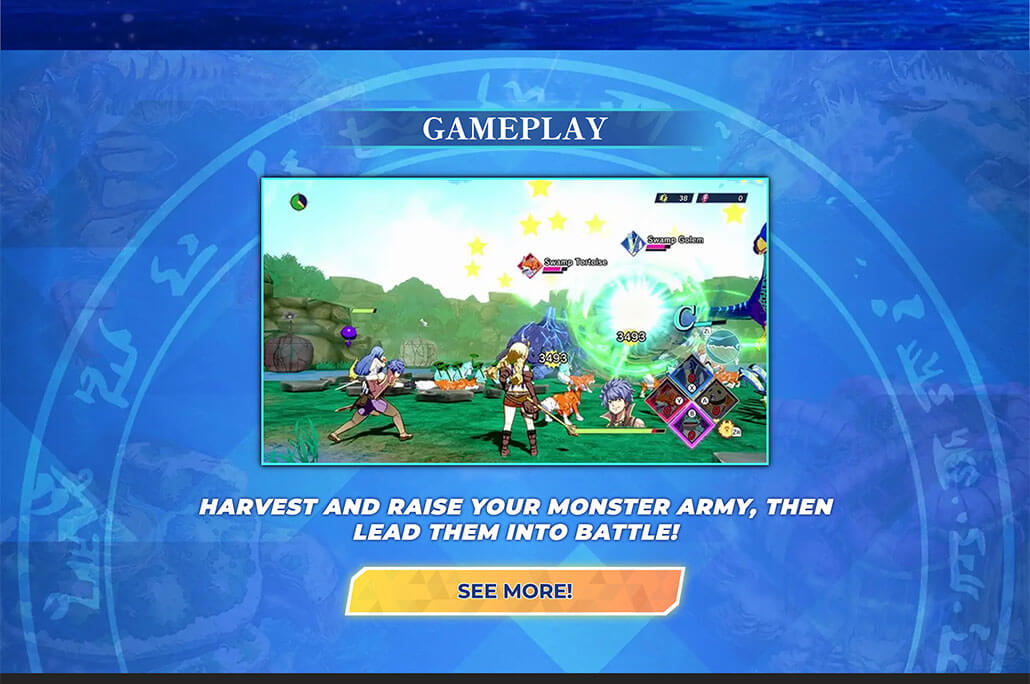 GAMEPLAY
38
0
Swamp Golem
Swamp Tortoise
3493
3493
X
Y
A
B
HARVEST AND RAISE YOUR MONSTER ARMY, THEN
LEAD THEM INTO BATTLE!
SEE MORE!